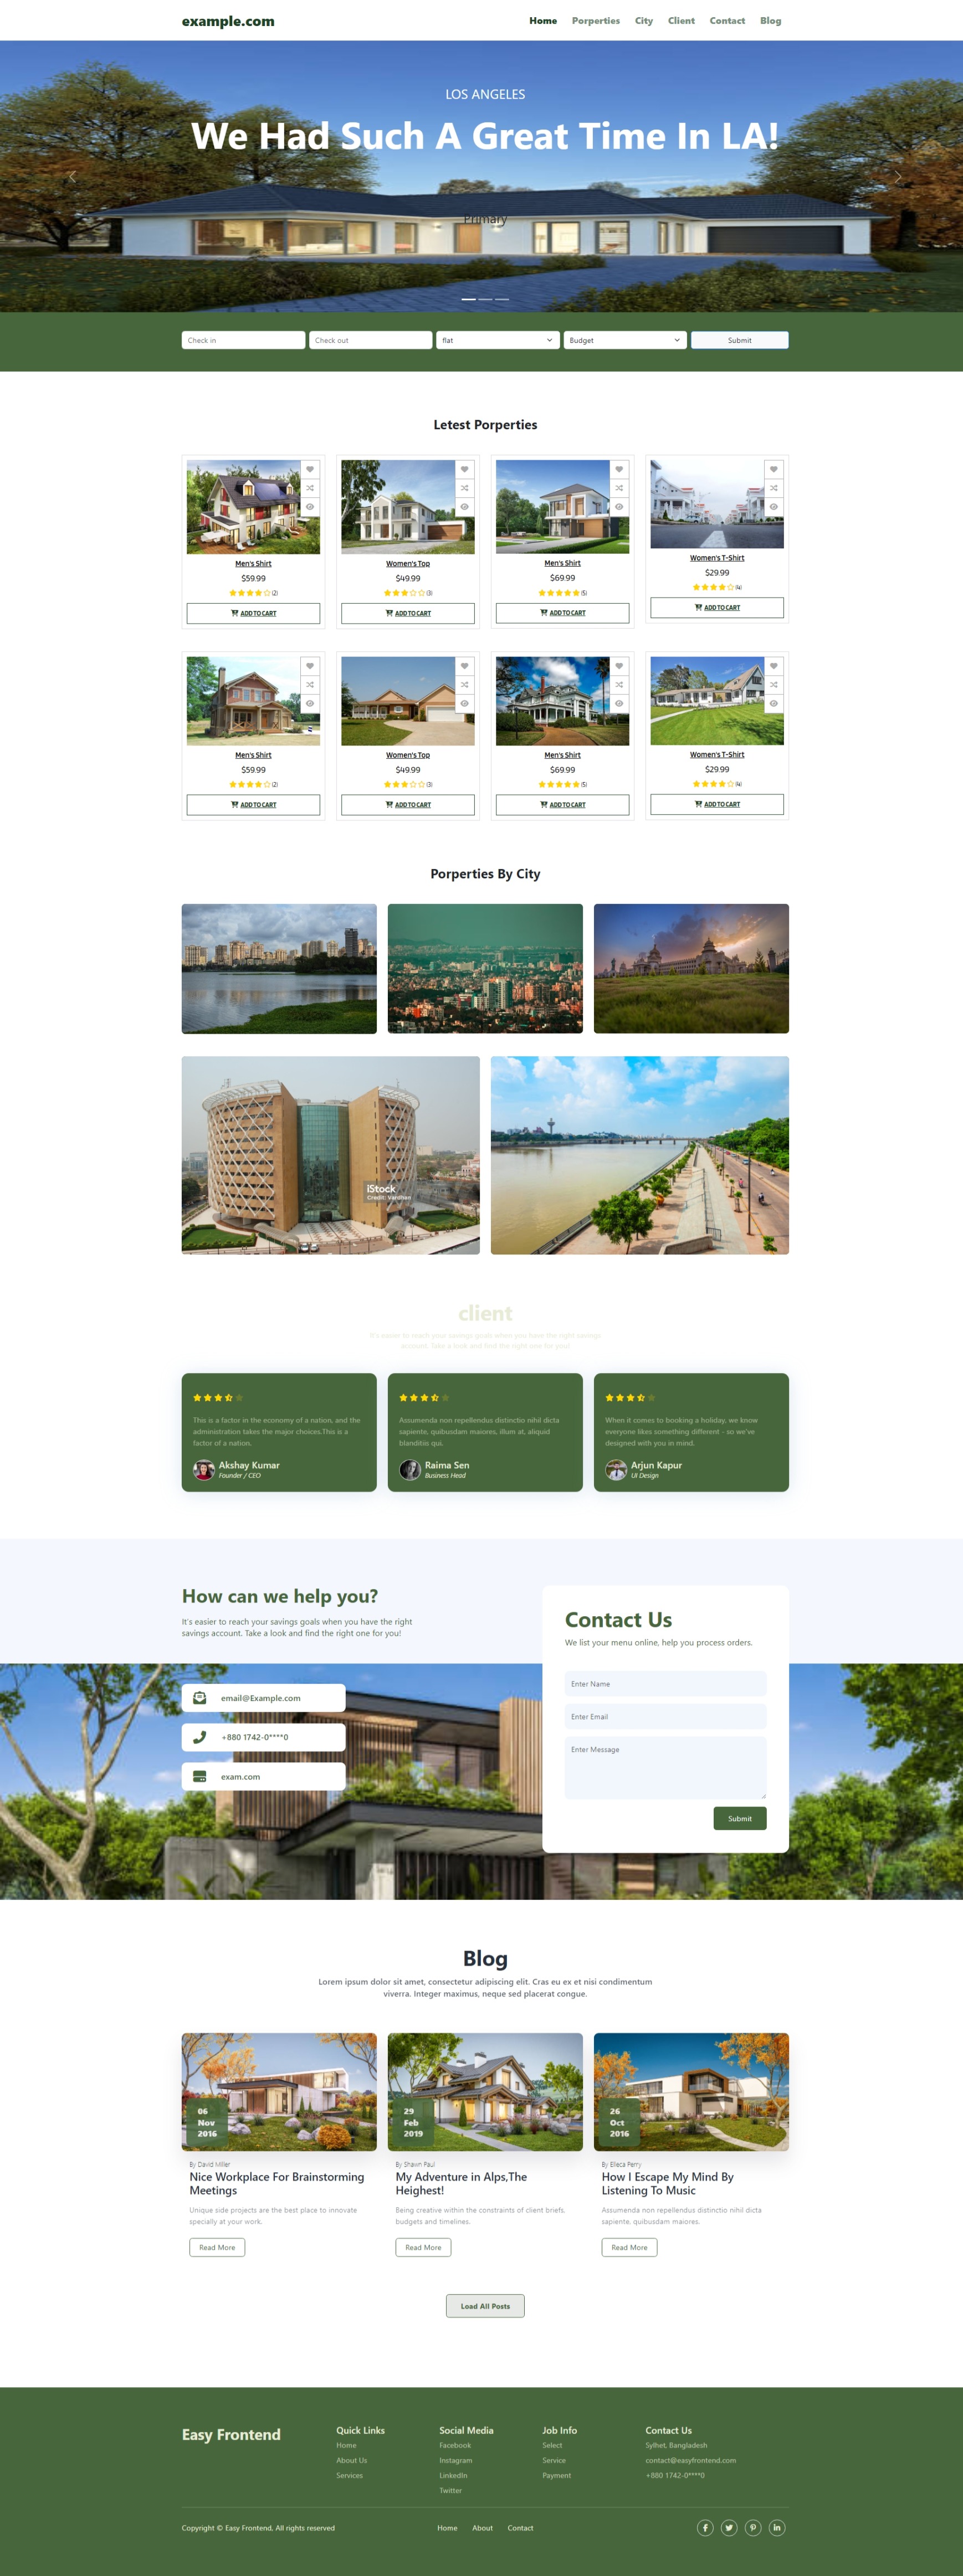 example.com
Home Porperties City Client Contact Blog
LOS ANGELES
We Had Such A Great Time In LA!
Primary
Check in Check out flat Budget Submit
Letest Porperties
Men's Shirt Women's Top Men's Shirt Women's T-Shirt
$59.99 $49.99 $69.99 $29.99
(2) (3) (5) (4)
ADD TO CART ADD TO CART ADD TO CART ADD TO CART
Men's Shirt Women's Top Men's Shirt Women's T-Shirt
$59.99 $49.99 $69.99 $29.99
(2) (3) (5) (4)
ADD TO CART ADD TO CART ADD TO CART ADD TO CART
Porperties By City
iStock
Credit: Vardhan
client
It's easier to reach your savings goals when you have the right savings
account. Take a look and find the right one for you!
This is a factor in the economy of a nation, and the
administration takes the major choices.This is a
factor of a nation.
Akshay Kumar
Founder / CEO
Assumenda non repellendus distinctio nihil dicta
sapiente, quibusdam maiores, illum at, aliquid
blanditiis qui.
Raima Sen
Business Head
When it comes to booking a holiday, we know
everyone likes something different - so we've
designed with you in mind.
Arjun Kapur
UI Design
How can we help you?
It's easier to reach your savings goals when you have the right
savings account. Take a look and find the right one for you!
email@Example.com
+880 1742-0****0
exam.com
Contact Us
We list your menu online, help you process orders.
Enter Name
Enter Email
Enter Message
Submit
Blog
Lorem ipsum dolor sit amet, consectetur adipiscing elit. Cras eu ex et nisi condimentum
viverra. Integer maximus, neque sed placerat congue.
06
Nov
2016
By David Miller
Nice Workplace For Brainstorming
Meetings
Unique side projects are the best place to innovate
specially at your work.
Read More
29
Feb
2019
By Shawn Paul
My Adventure in Alps,The
Heighest!
Being creative within the constraints of client briefs,
budgets and timelines.
Read More
26
Oct
2016
By Elleca Perry
How I Escape My Mind By
Listening To Music
Assumenda non repellendus distinctio nihil dicta
sapiente, quibusdam maiores.
Read More
Load All Posts
Easy Frontend
Quick Links
Home
About Us
Services
Social Media
Facebook
Instagram
LinkedIn
Twitter
Job Info
Select
Service
Payment
Contact Us
Sylhet, Bangladesh
contact@easyfrontend.com
+880 1742-0****0
Copyright © Easy Frontend, All rights reserved
Home About Contact